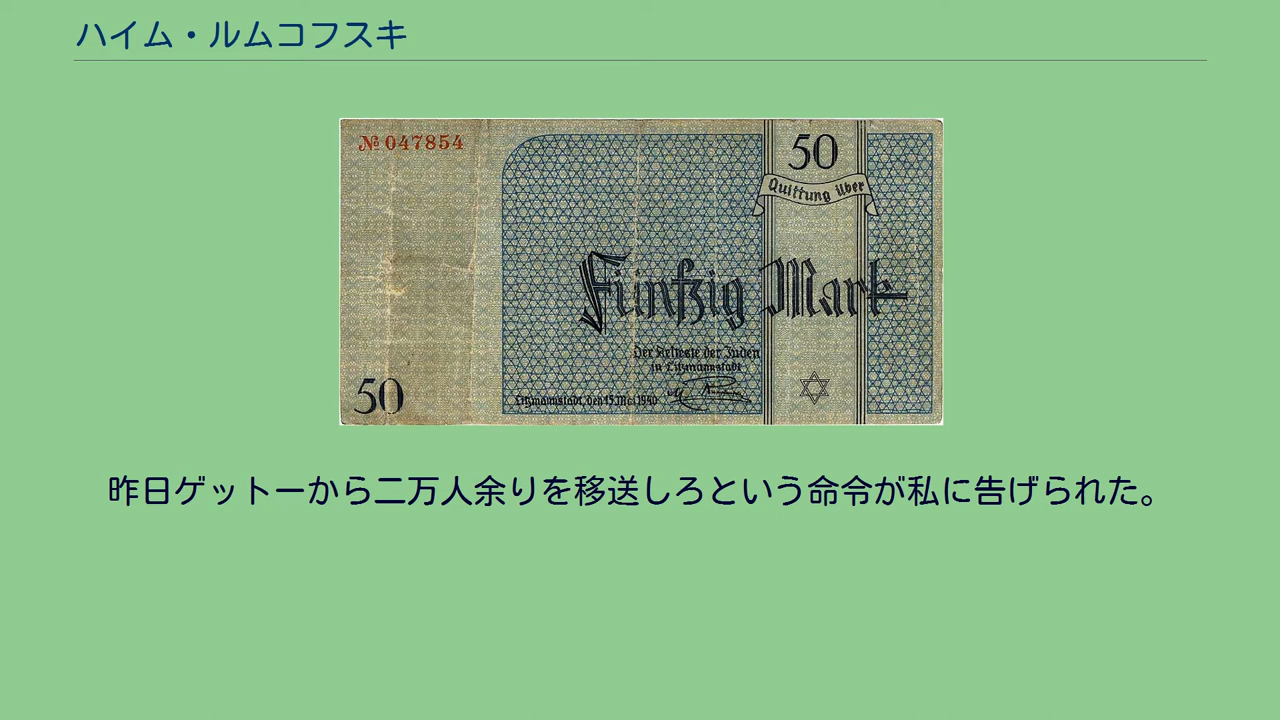 ハイム・ルムコフスキ
№ 047854
50
Quittung über
Fünfzig Mark
Der Aelteste der Juden
in Litzmannstadt
Litzmannstadt, den 15. Mai 1940
50
昨日ゲットーから二万人余りを移送しろという命令が私に告げられた。